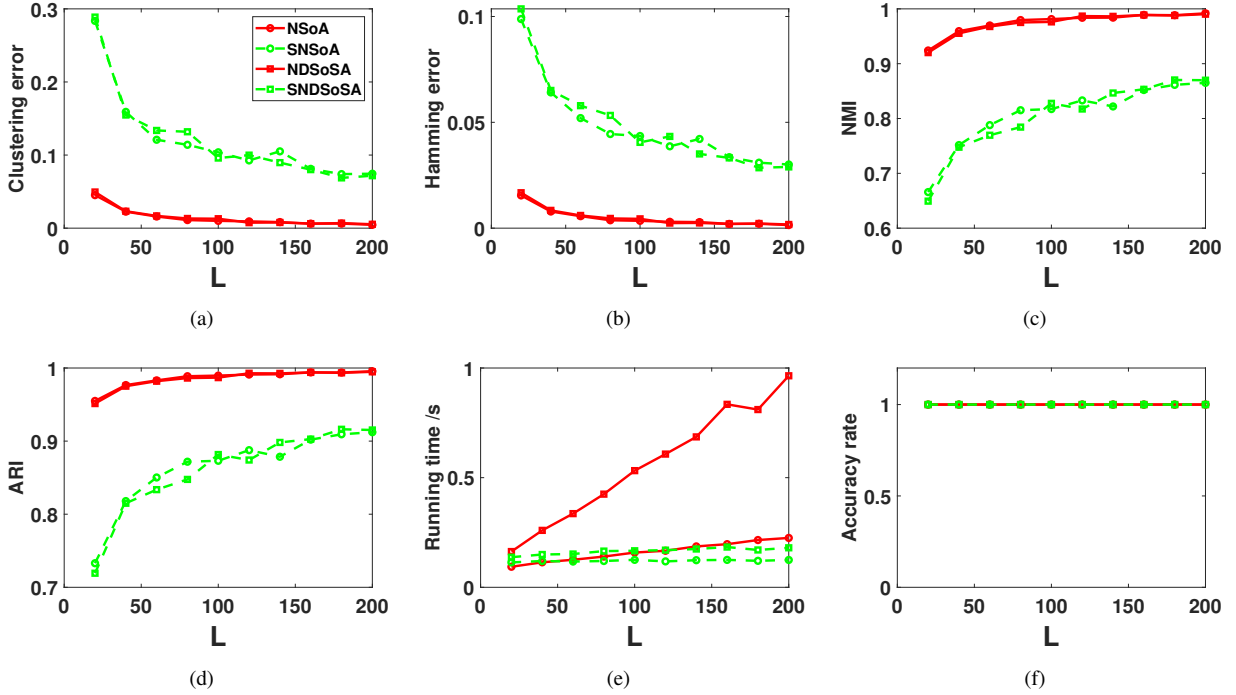 Clustering error
0.3
0.2
0.1
0
0 50 100 150 200
L
NSoA
SNSoA
NDSoSA
SNDSoSA
(a)
Hamming error
0.1
0.05
0
0 50 100 150 200
L
(b)
NMI
1
0.9
0.8
0.7
0.6
0 50 100 150 200
L
(c)
ARI
1
0.9
0.8
0.7
0 50 100 150 200
L
(d)
Running time /s
1
0.5
0
0 50 100 150 200
L
(e)
Accuracy rate
1
0.5
0
0 50 100 150 200
L
(f)